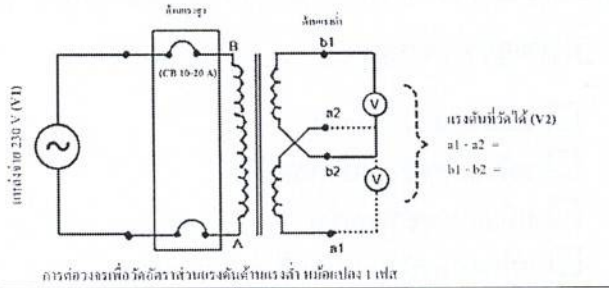 ด้านแรงสูง
ด้านแรงต่ำ
(CB 10-20 A)
B
A
แหล่งจ่าย 230 V (V1)
b1
a2
b2
a1
V
V
แรงดันที่วัดได้ (V2)
a1 - a2 =
b1 - b2 =
การต่อวงจรเพื่อวัดอัตราส่วนแรงดันด้านแรงต่ำ หม้อแปลง 1 เฟส